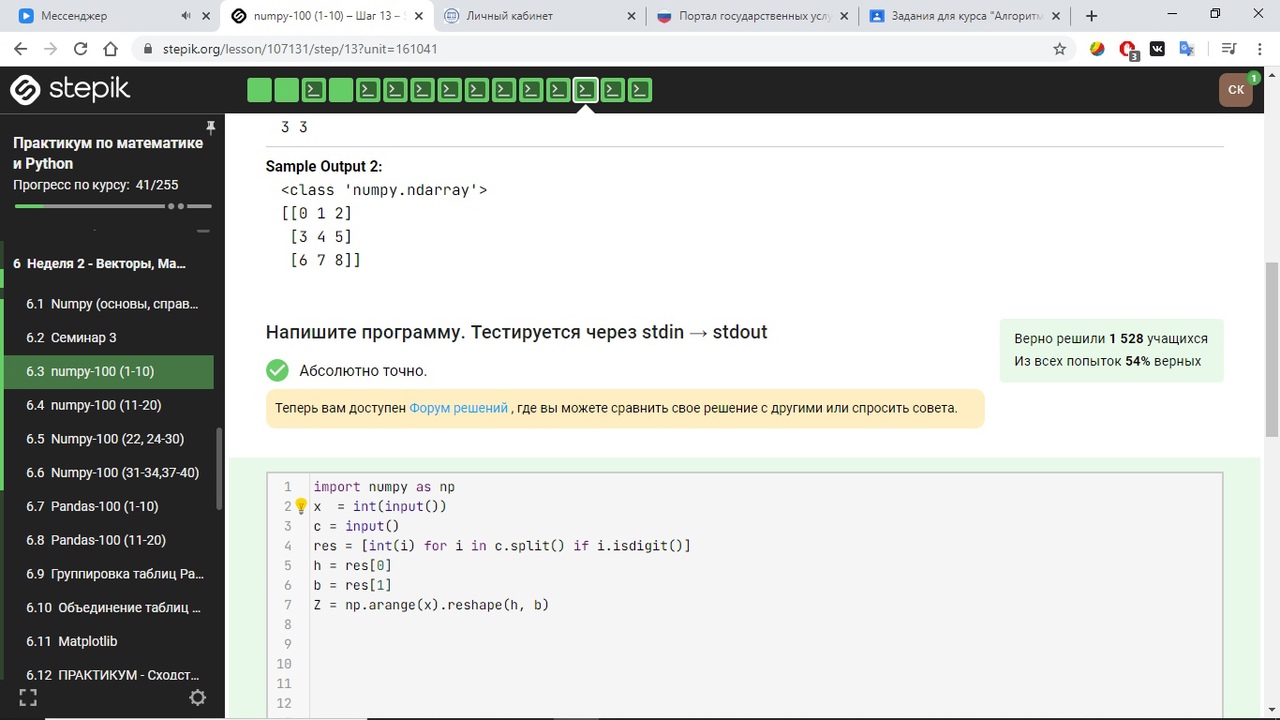 Мессенджер
numpy-100 (1-10) – Шаг 13 –
Личный кабинет
Портал государственных усл
Задания для курса "Алгоритм
stepik.org/lesson/107131/step/13?unit=161041
3
stepik
СК
1
Практикум по математике
и Python
Прогресс по курсу: 41/255
6 Неделя 2 - Векторы, Ма...
6.1 Numpy (основы, справ...
6.2 Семинар 3
6.3 numpy-100 (1-10)
6.4 numpy-100 (11-20)
6.5 Numpy-100 (22, 24-30)
6.6 Numpy-100 (31-34,37-40)
6.7 Pandas-100 (1-10)
6.8 Pandas-100 (11-20)
6.9 Группировка таблиц Pa...
6.10 Объединение таблиц ...
6.11 Matplotlib
6.12 ПРАКТИКУМ - Сходст...
3 3
Sample Output 2:
<class 'numpy.ndarray'>
[[0 1 2]
[3 4 5]
[6 7 8]]
Напишите программу. Тестируется через stdin → stdout
Верно решили 1 528 учащихся
Из всех попыток 54% верных
Абсолютно точно.
Теперь вам доступен Форум решений , где вы можете сравнить свое решение с другими или спросить совета.
1 import numpy as np
2 x  = int(input())
3 c = input()
4 res = [int(i) for i in c.split() if i.isdigit()]
5 h = res[0]
6 b = res[1]
7 Z = np.arange(x).reshape(h, b)
8
9
10
11
12